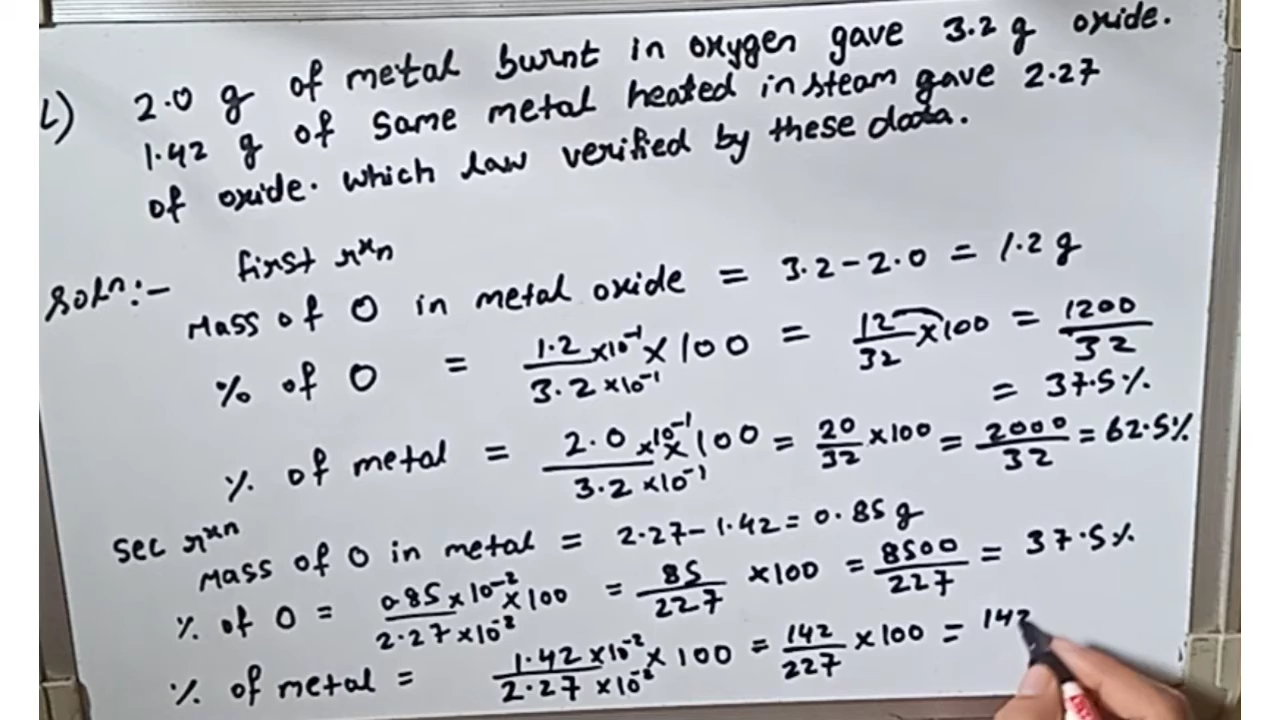 L) 2.0 g of metal burnt in oxygen gave 3.2 g oxide.
1.42 g of same metal heated in steam gave 2.27
of oxide. which law verified by these data.
Soln:- first rxn
Mass of O in metal oxide = 3.2 - 2.0 = 1.2 g
% of O = 1.2 ×10⁻¹ / 3.2 ×10⁻¹ × 100 = 12/32 × 100 = 1200/32
= 37.5 %
% of metal = 2.0 ×10⁻¹ / 3.2 ×10⁻¹ × 100 = 20/32 × 100 = 2000/32 = 62.5 %
Sec rxn
Mass of O in metal = 2.27 - 1.42 = 0.85 g
% of O = 0.85 × 10⁻² / 2.27 × 10⁻² × 100 = 85/227 × 100 = 8500/227 = 37.5 %
% of metal = 1.42 × 10⁻² / 2.27 × 10⁻² × 100 = 142/227 × 100 = 142